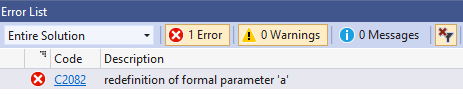 Error List
Entire Solution 1 Error 0 Warnings 0 Messages
Code Description
C2082 redefinition of formal parameter 'a'